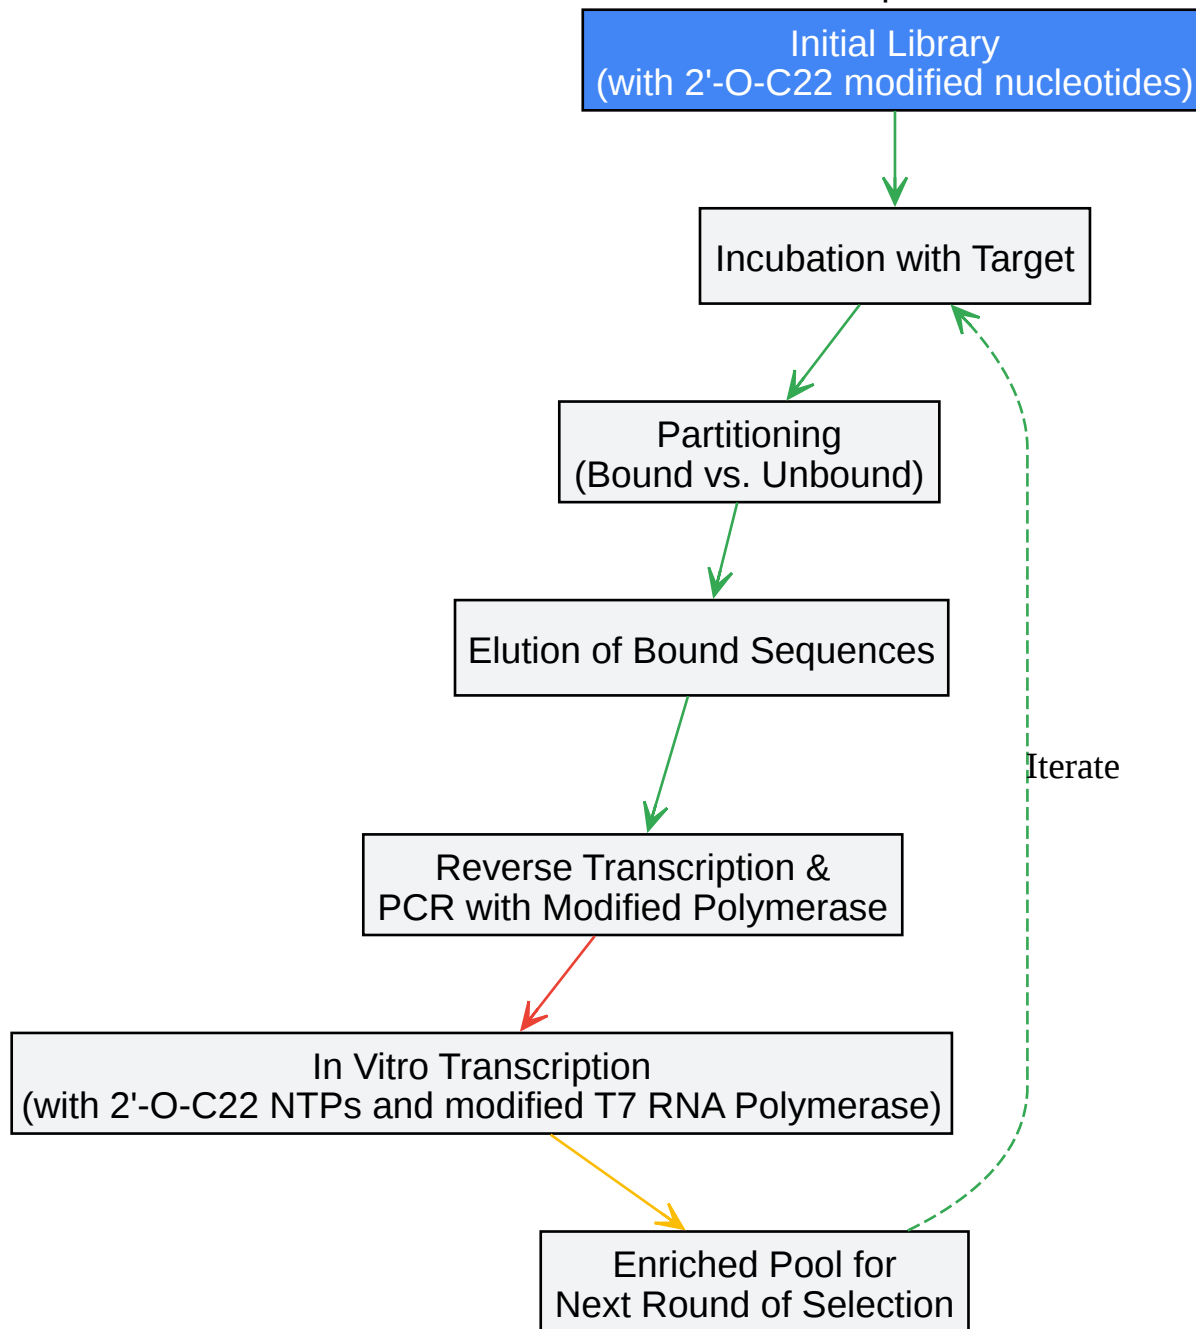 Initial Library
(with 2'-O-C22 modified nucleotides)
Incubation with Target
Partitioning
(Bound vs. Unbound)
Elution of Bound Sequences
Iterate
Reverse Transcription &
PCR with Modified Polymerase
In Vitro Transcription
(with 2'-O-C22 NTPs and modified T7 RNA Polymerase)
Enriched Pool for
Next Round of Selection